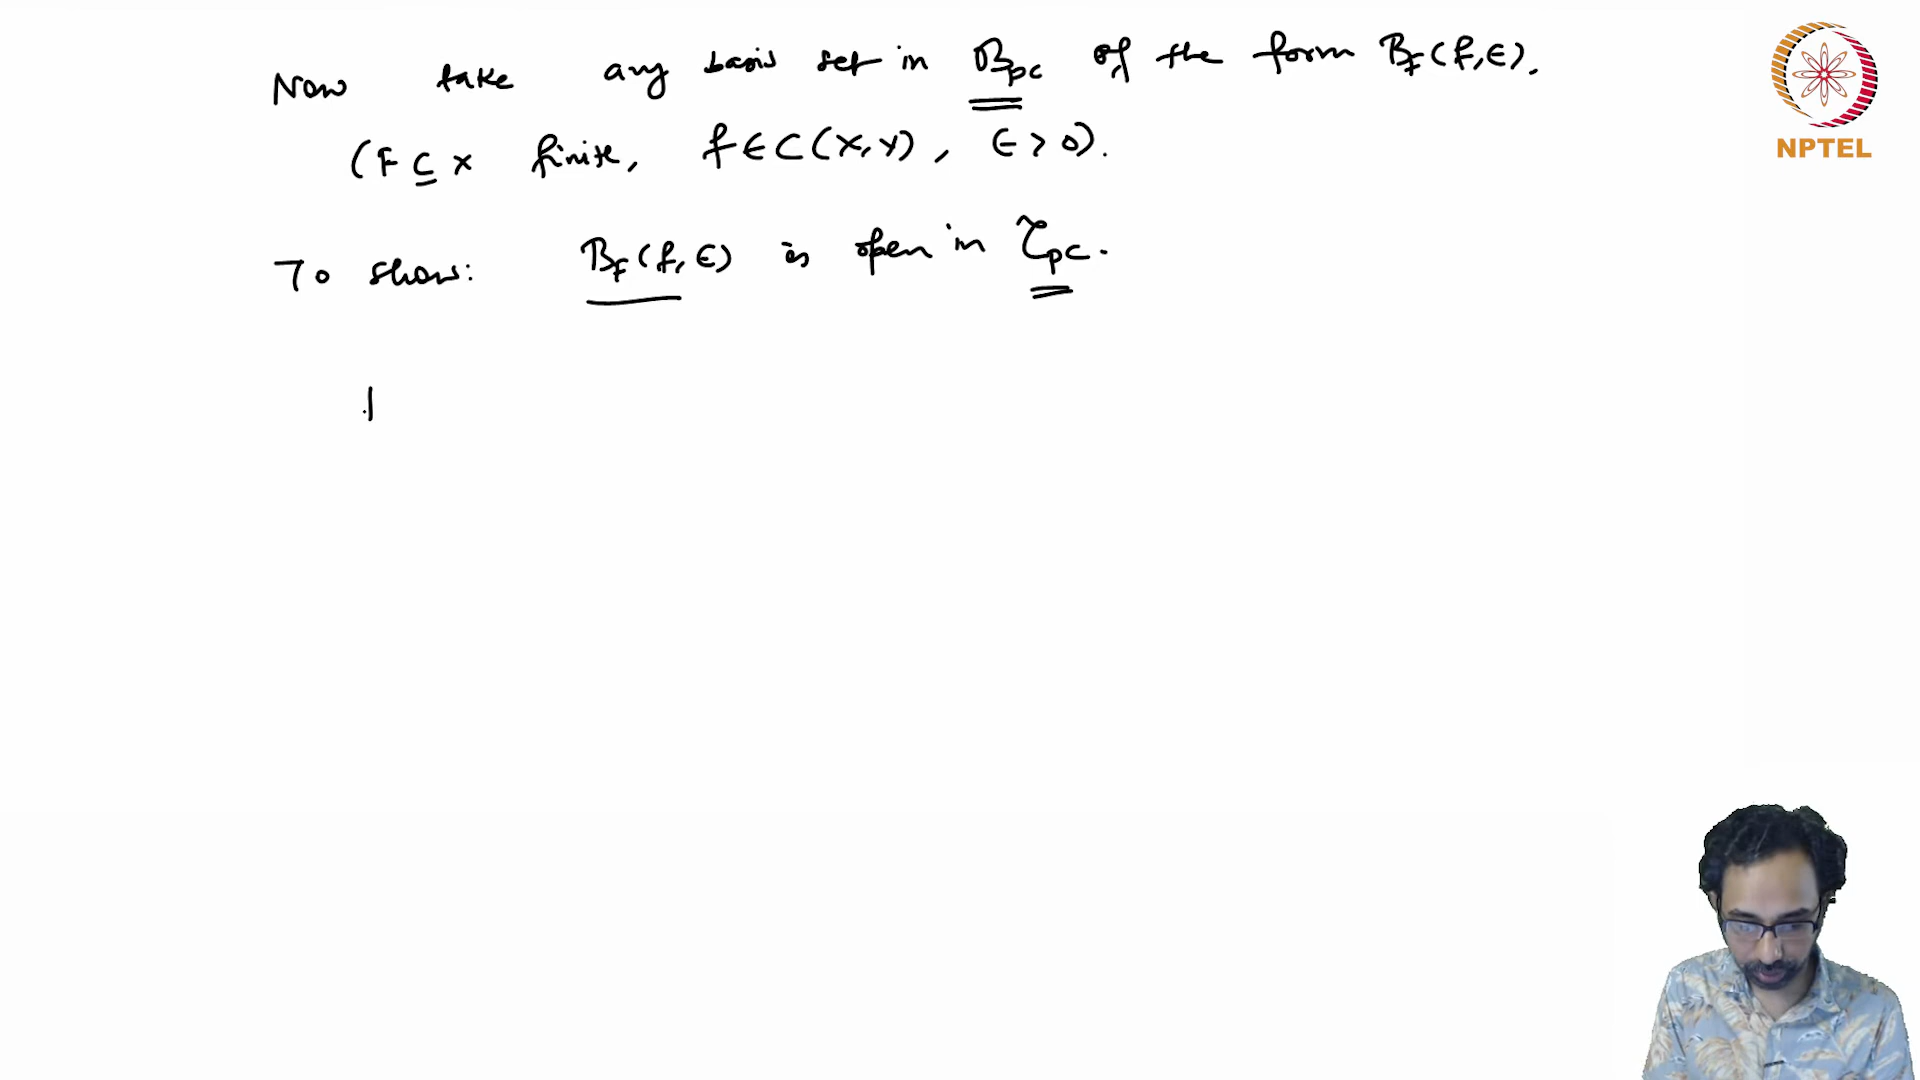 Now take any basis set in 𝓑_pc of the form B_F(f,ϵ).
(F ⊆ X finite, f ∈ C(X,Y), ϵ > 0).
To show: B_F(f,ϵ) is open in τ̃_pc.
NPTEL